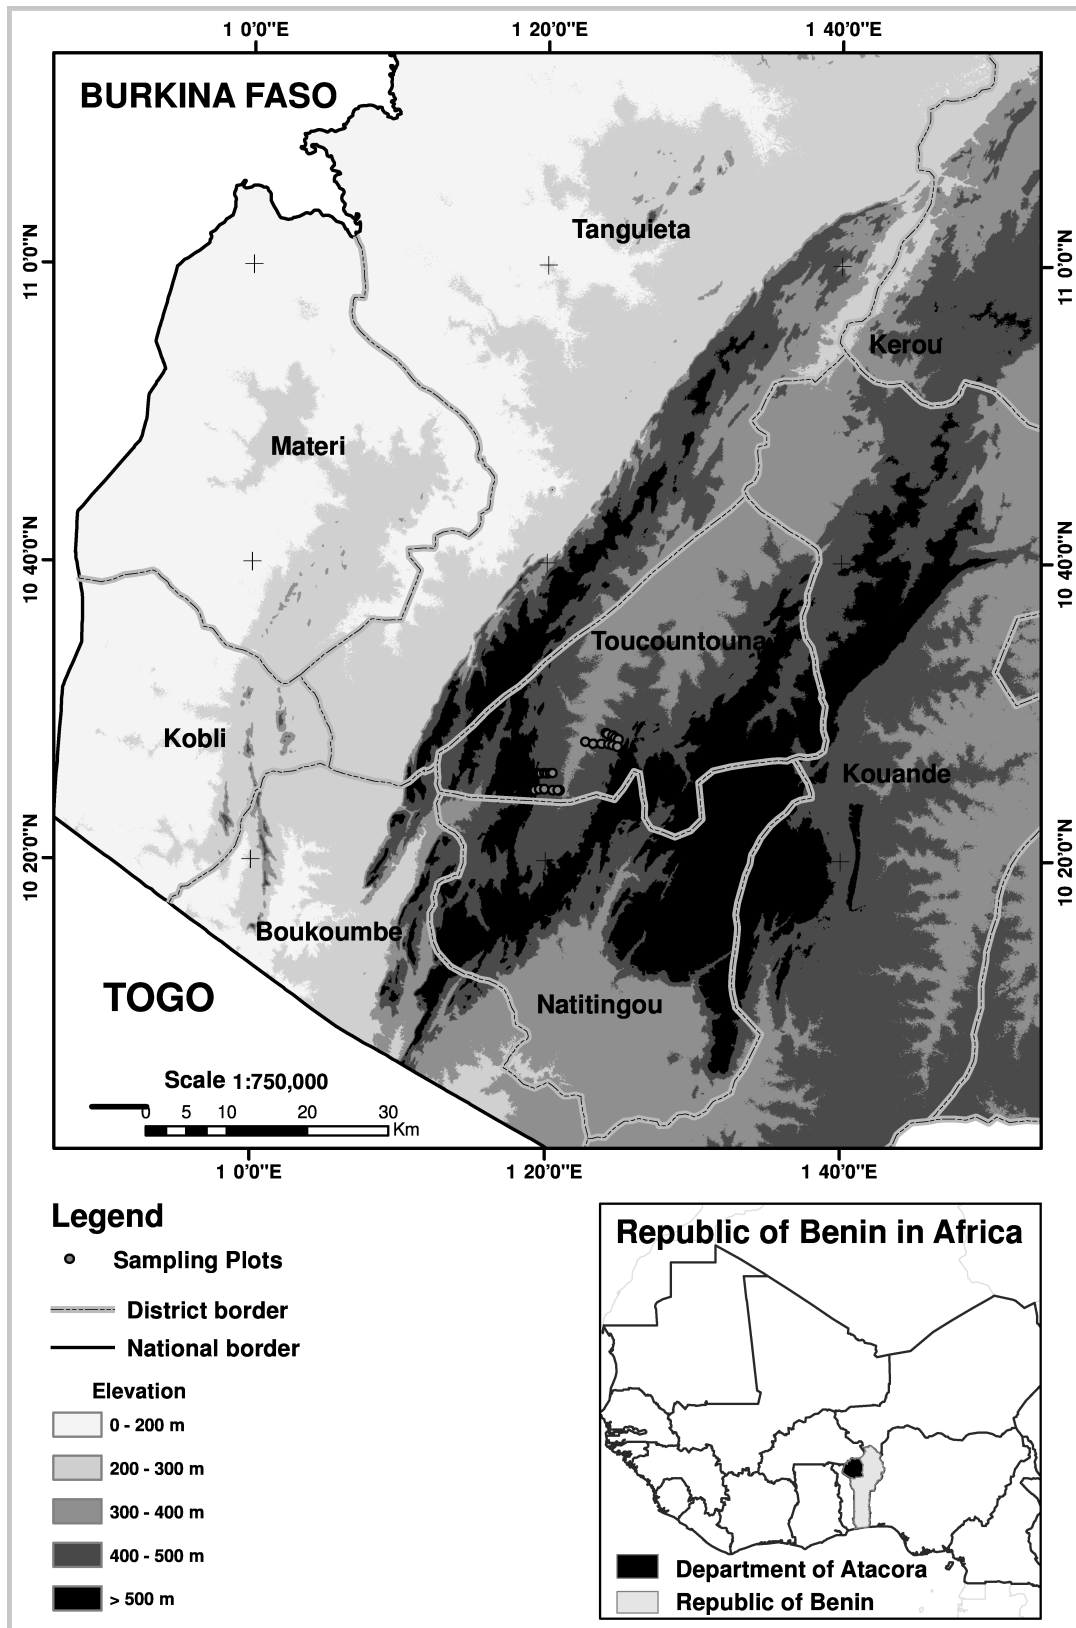 1 0'0"E 1 20'0"E 1 40'0"E
BURKINA FASO
Tanguieta
11 0'0"N
11 0'0"N
Kerou
Materi
10 40'0"N
10 40'0"N
Toucountouna
Kobli
Kouande
10 20'0"N
10 20'0"N
Boukoumbe
TOGO
Natitingou
Scale 1:750,000
0 5 10 20 30
Km
1 0'0"E 1 20'0"E 1 40'0"E
Legend
Sampling Plots
District border
National border
Elevation
0 - 200 m
200 - 300 m
300 - 400 m
400 - 500 m
> 500 m
Republic of Benin in Africa
Department of Atacora
Republic of Benin